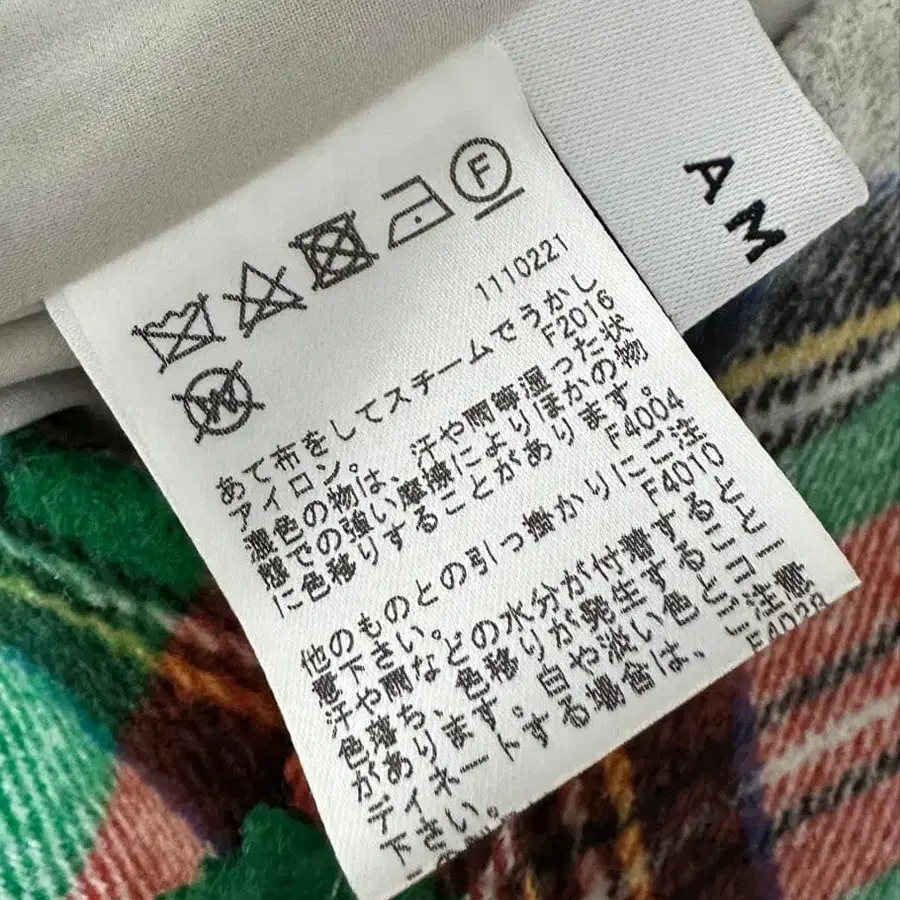 AM
F
W
1110221
あて布をしてスチームでうかし
アイロン。
F2016
濃色の物は、汗や雨等湿った状
態での強い摩擦によりほかの物
に色移りすることがあります。
F4004
他のものとの引っ掛かりにご注
意下さい。
F4010
汗や雨などの水分が付着すると
色落ち、色移りが発生すること
があります。白や淡い色とコー
ディネートする場合は、ご注意
下さい。
F4028